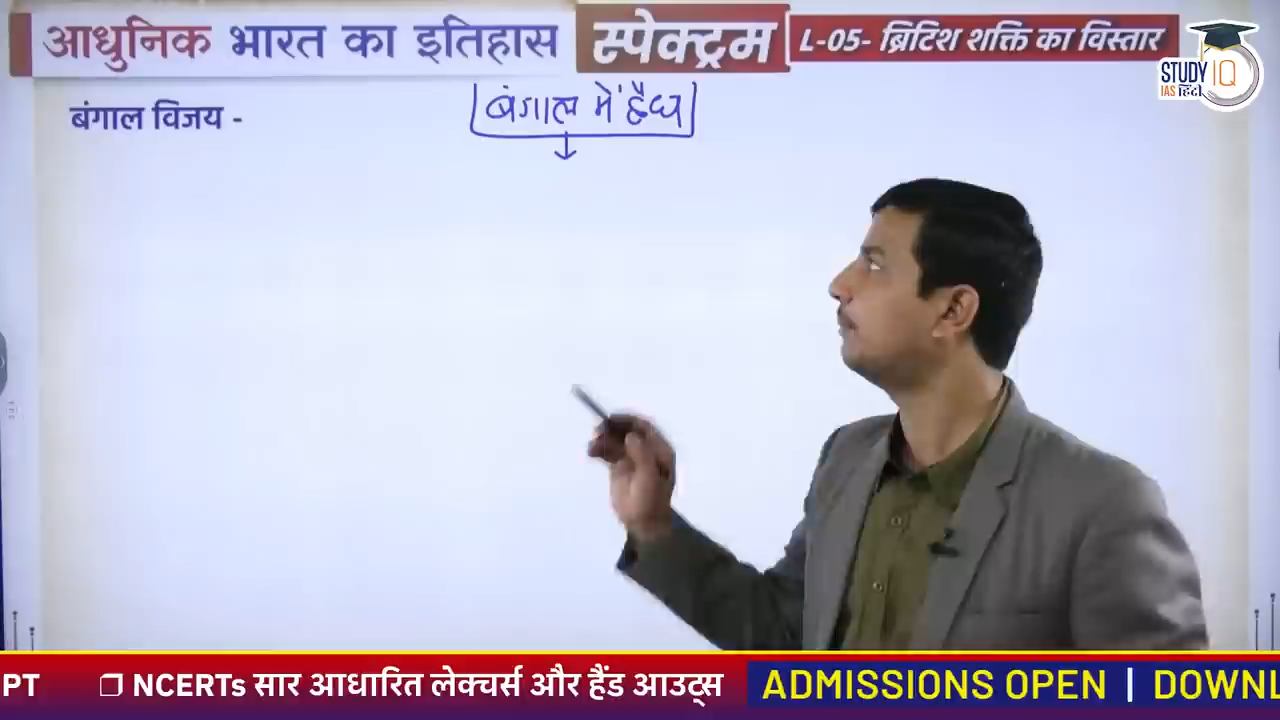 आधुनिक भारत का इतिहास स्पेक्ट्रम L-05- ब्रिटिश शक्ति का विस्तार
STUDY IQ
IAS हिंदी
बंगाल विजय -
बंगाल में द्वैध
PT ❐ NCERTs सार आधारित लेक्चर्स और हैंड आउट्स ADMISSIONS OPEN | DOWNL